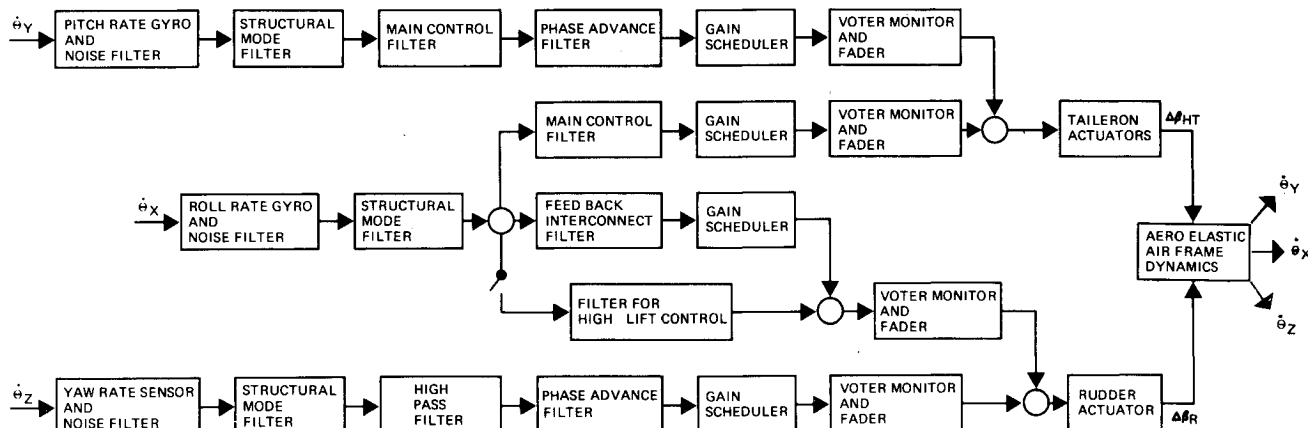 θ̇Y
PITCH RATE GYRO
AND
NOISE FILTER
STRUCTURAL
MODE
FILTER
MAIN CONTROL
FILTER
PHASE ADVANCE
FILTER
GAIN
SCHEDULER
VOTER MONITOR
AND
FADER
MAIN CONTROL
FILTER
GAIN
SCHEDULER
VOTER MONITOR
AND
FADER
TAILERON
ACTUATORS
ΔβHT
θ̇X
ROLL RATE GYRO
AND
NOISE FILTER
STRUCTURAL
MODE
FILTER
FEED BACK
INTERCONNECT
FILTER
GAIN
SCHEDULER
FILTER FOR
HIGH LIFT CONTROL
VOTER MONITOR
AND
FADER
AERO ELASTIC
AIR FRAME
DYNAMICS
θ̇Y
θ̇X
θ̇Z
θ̇Z
YAW RATE SENSOR
AND
NOISE FILTER
STRUCTURAL
MODE
FILTER
HIGH
PASS
FILTER
PHASE ADVANCE
FILTER
GAIN
SCHEDULER
VOTER MONITOR
AND
FADER
RUDDER
ACTUATOR
ΔβR